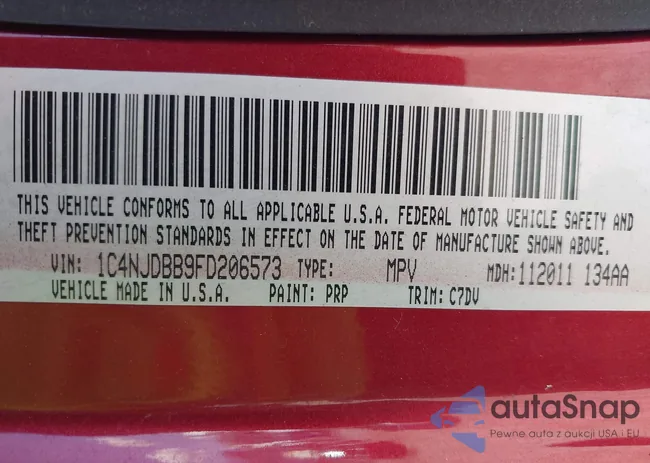 THIS VEHICLE CONFORMS TO ALL APPLICABLE U.S.A. FEDERAL MOTOR VEHICLE SAFETY AND
THEFT PREVENTION STANDARDS IN EFFECT ON THE DATE OF MANUFACTURE SHOWN ABOVE.
VIN: 1C4NJDBB9FD206573 TYPE: MPV MDH:112011 134AA
VEHICLE MADE IN U.S.A. PAINT: PRP TRIM: C7DV
autaSnap
Pewne auta z aukcji USA i EU